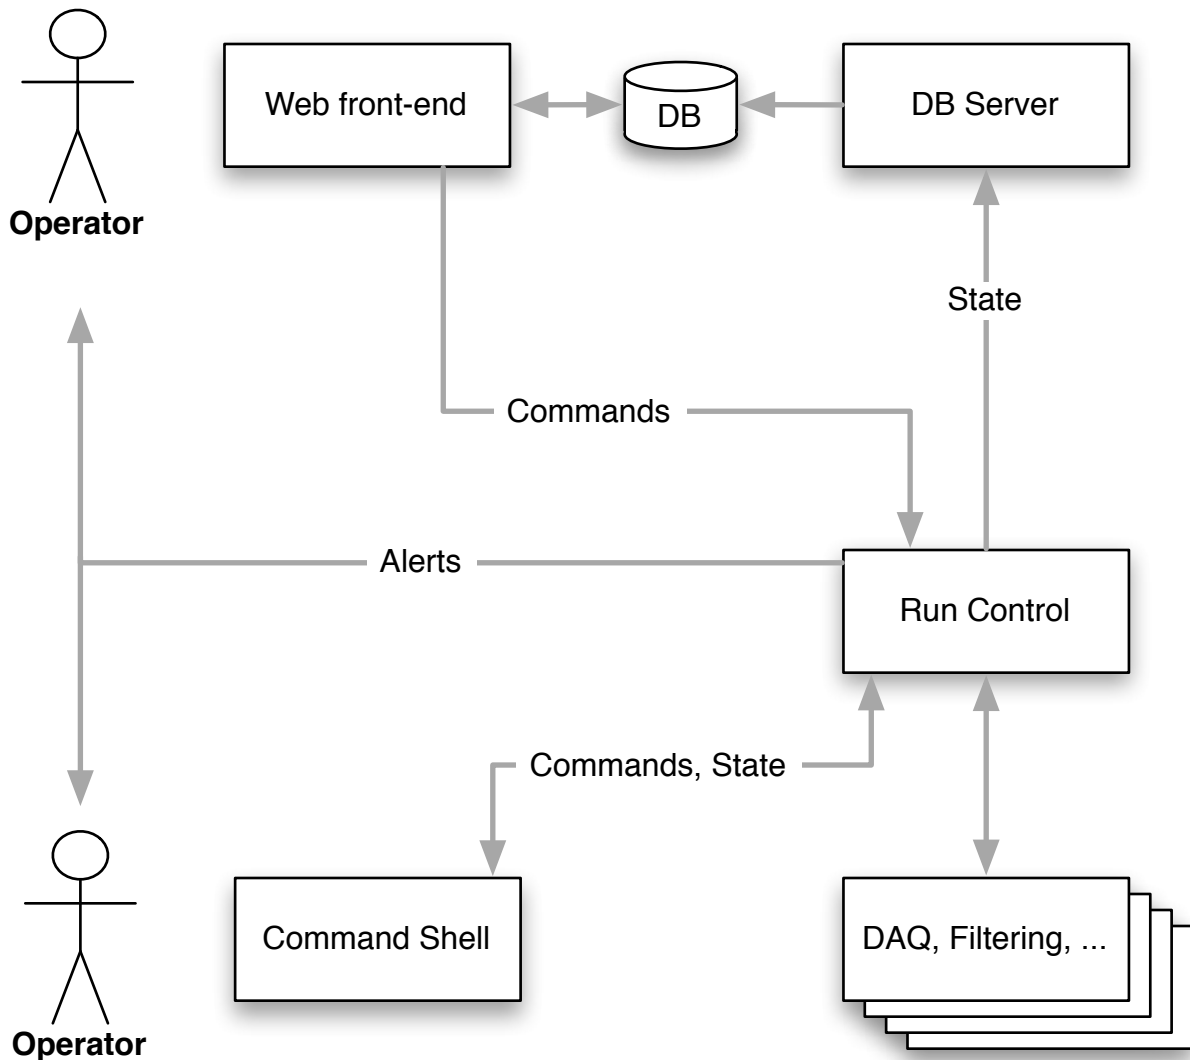 Web front-end
DB
DB Server
Operator
State
Commands
Alerts
Run Control
Commands, State
Command Shell
DAQ, Filtering, ...
Operator